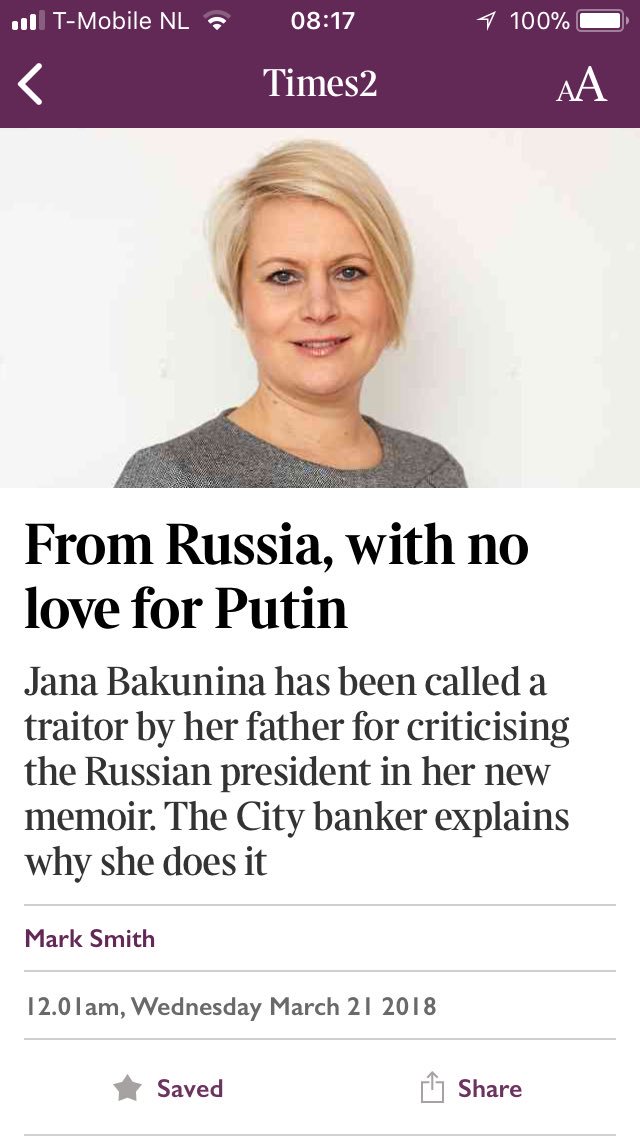 T-Mobile NL 08:17 100%
Times2 AA
From Russia, with no
love for Putin
Jana Bakunina has been called a
traitor by her father for criticising
the Russian president in her new
memoir. The City banker explains
why she does it
Mark Smith
12.01am, Wednesday March 21 2018
Saved Share